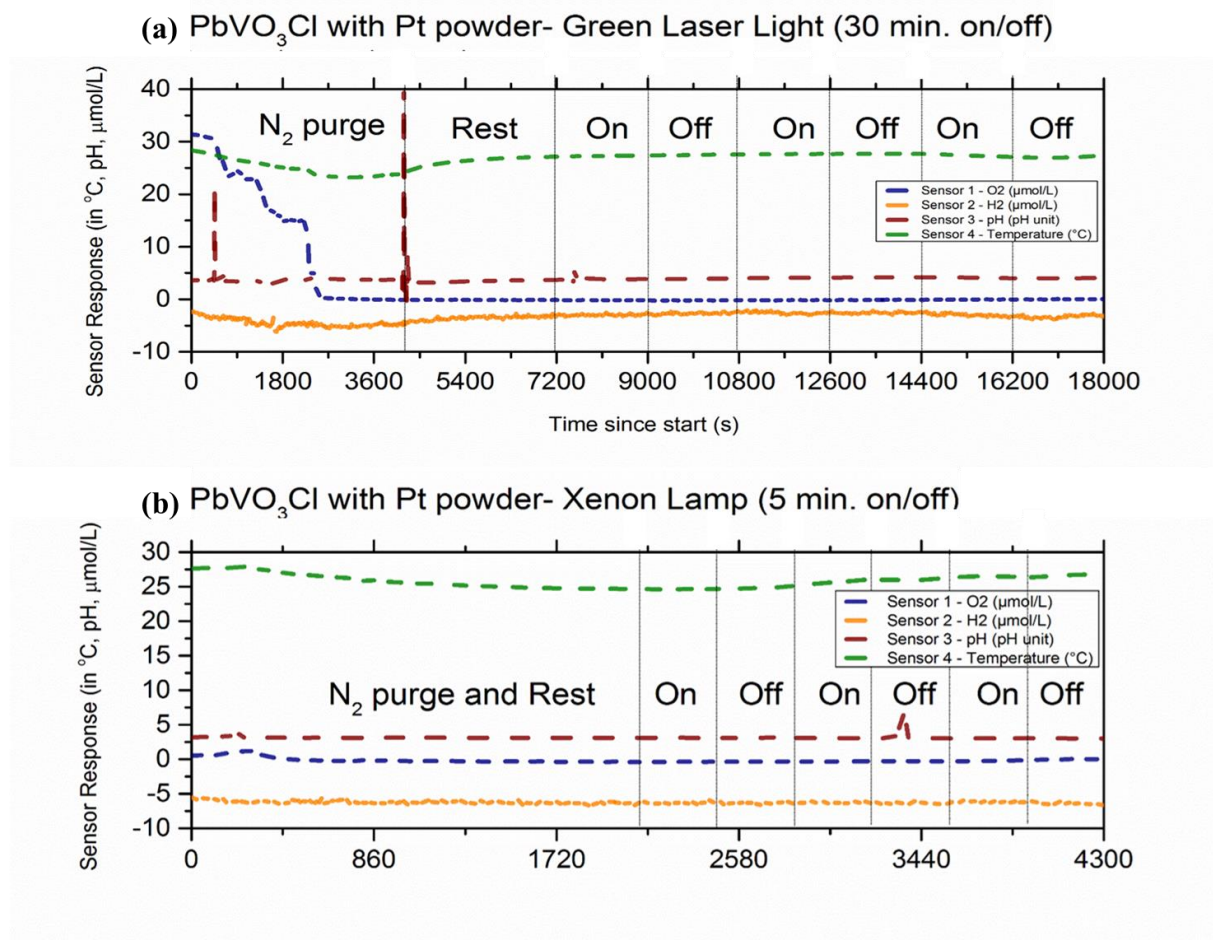 (a) PbVO₃Cl with Pt powder- Green Laser Light (30 min. on/off)
Sensor Response (in °C, pH, μmol/L)
40
30
20
10
0
-10
N₂ purge
Rest
On
Off
On
Off
On
Off
Sensor 1 - O2 (μmol/L)
Sensor 2 - H2 (μmol/L)
Sensor 3 - pH (pH unit)
Sensor 4 - Temperature (°C)
0 1800 3600 5400 7200 9000 10800 12600 14400 16200 18000
Time since start (s)
(b) PbVO₃Cl with Pt powder- Xenon Lamp (5 min. on/off)
Sensor Response (in °C, pH, μmol/L)
30
25
20
15
10
5
0
-5
-10
Sensor 1 - O2 (μmol/L)
Sensor 2 - H2 (μmol/L)
Sensor 3 - pH (pH unit)
Sensor 4 - Temperature (°C)
N₂ purge and Rest
On
Off
On
Off
On
Off
0 860 1720 2580 3440 4300